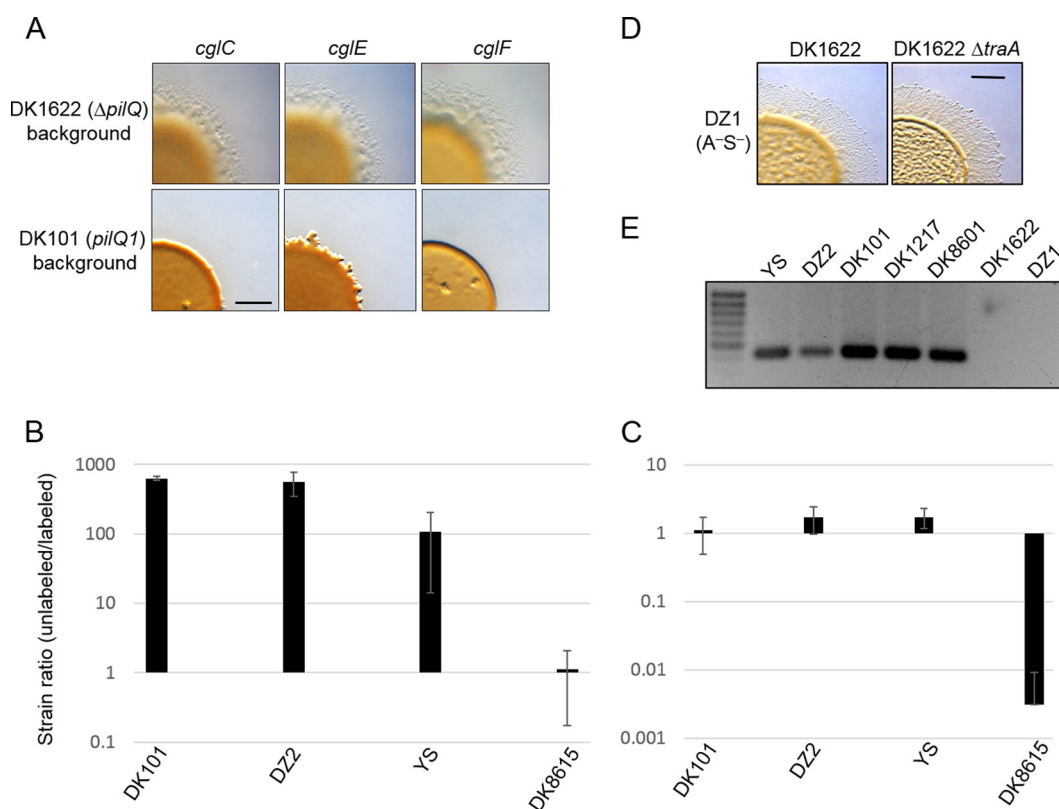 A
cglC cglE cglF
DK1622 (ΔpilQ)
background
DK101 (pilQ1)
background
D
DK1622 DK1622 ΔtraA
DZ1
(A⁻S⁻)
E
YS DZ2 DK101 DK1217 DK8601 DK1622 DZ1
B
Strain ratio (unlabeled/labeled)
1000
100
10
1
0.1
DK101 DZ2 YS DK8615
C
10
1
0.1
0.01
0.001
DK101 DZ2 YS DK8615